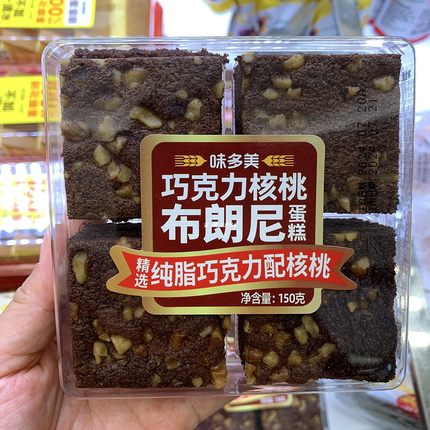 味多美
巧克力核桃
布朗尼蛋糕
精选 纯脂巧克力配核桃
净含量：150克